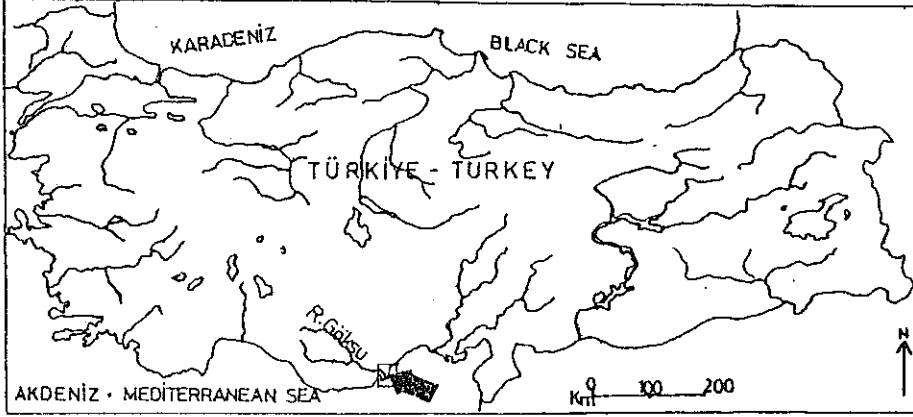 KARADENİZ
BLACK SEA
TÜRKİYE - TURKEY
R.Göksu
N
AKDENİZ · MEDITERRANEAN SEA
Km 0 100 200